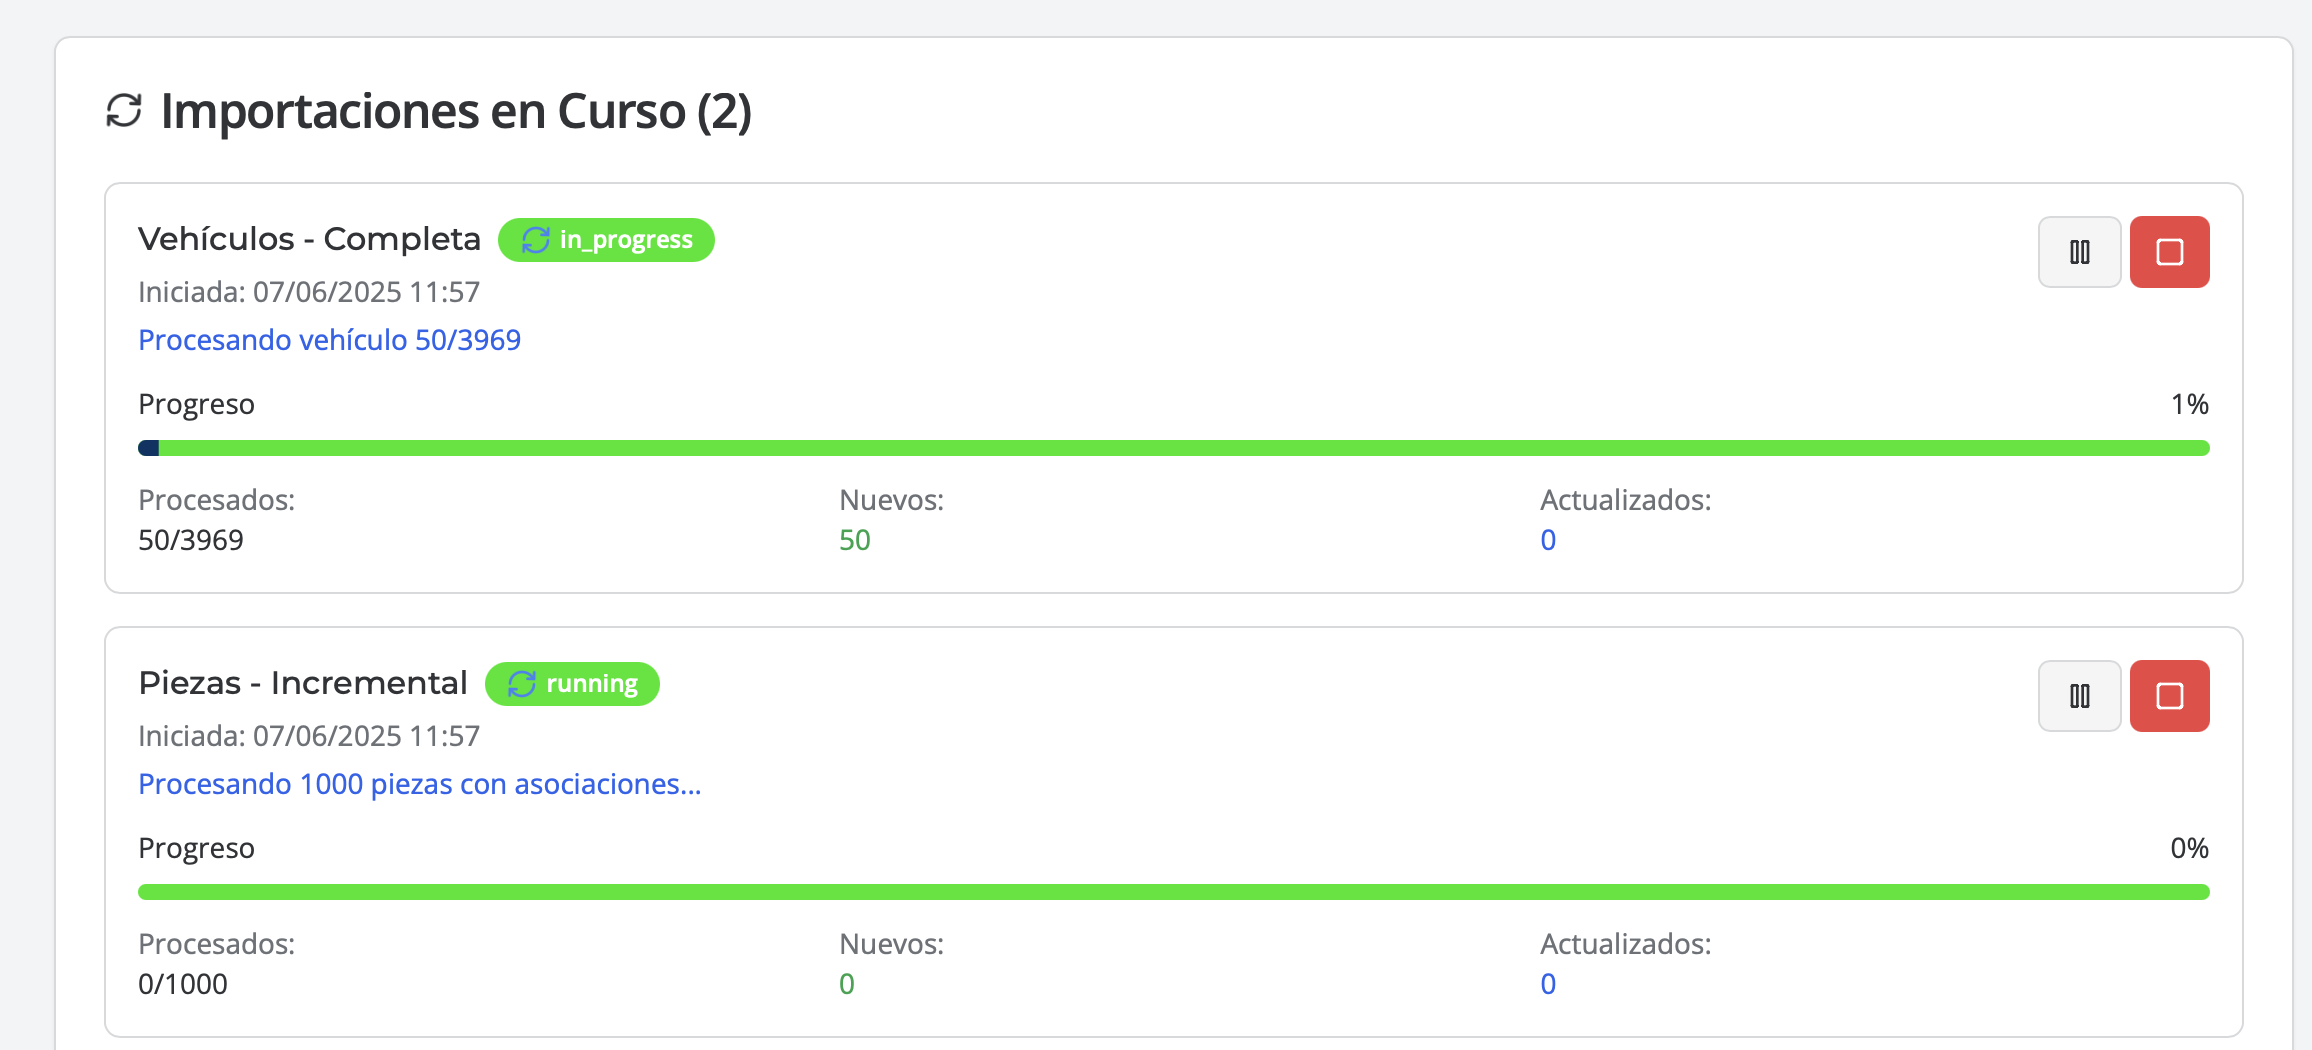 Importaciones en Curso (2)
Vehículos - Completa in_progress
Iniciada: 07/06/2025 11:57
Procesando vehículo 50/3969
Progreso 1%
Procesados: Nuevos: Actualizados:
50/3969 50 0
Piezas - Incremental running
Iniciada: 07/06/2025 11:57
Procesando 1000 piezas con asociaciones...
Progreso 0%
Procesados: Nuevos: Actualizados:
0/1000 0 0